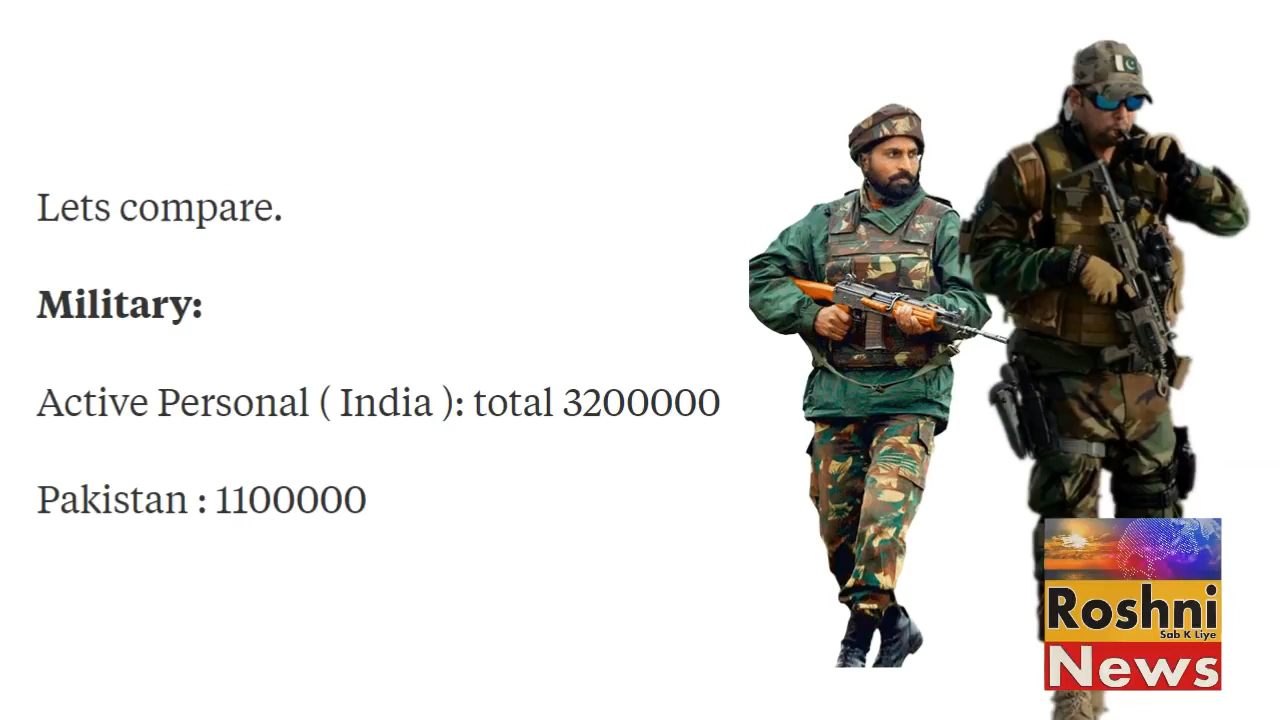 Lets compare.
Military:
Active Personal ( India ): total 3200000
Pakistan : 1100000
Roshni
Sab K Liye
News